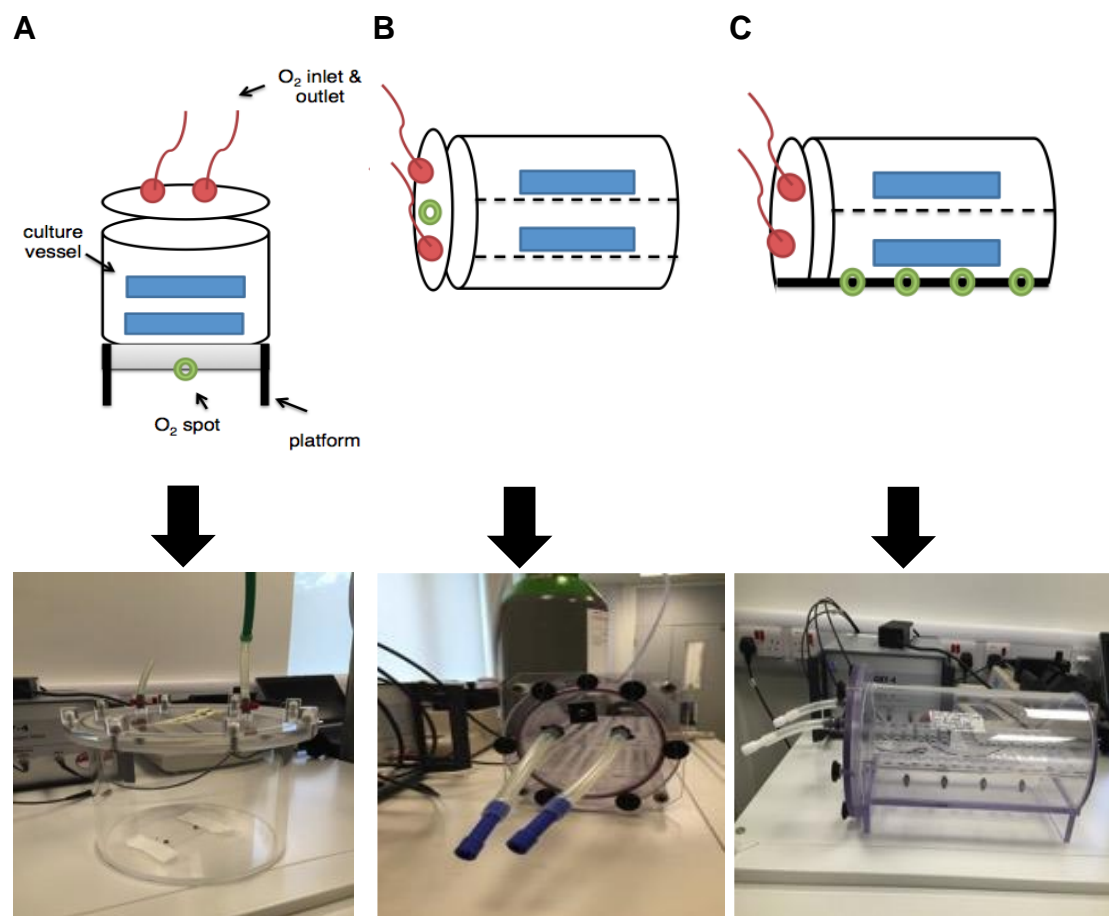 A
B
C
O2 inlet &
outlet
culture
vessel
O2 spot
platform